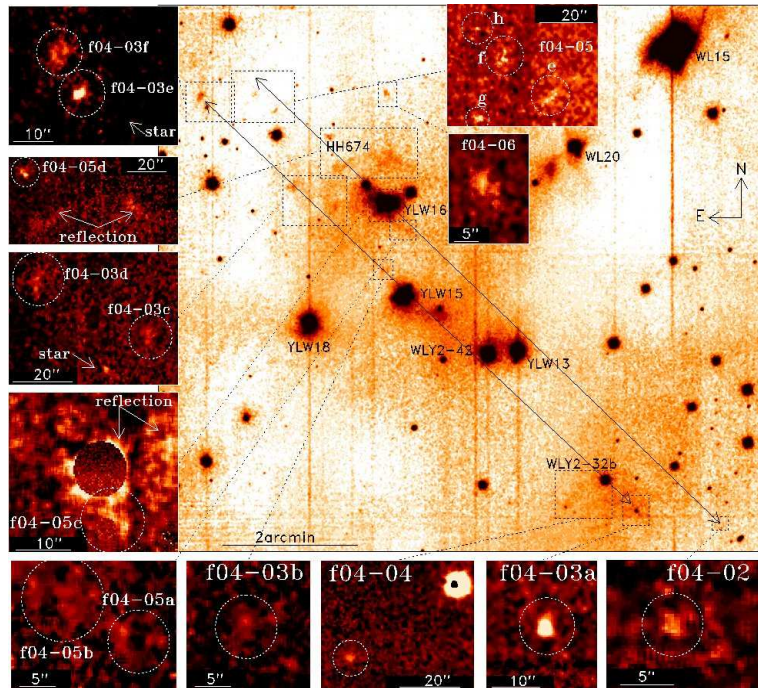 f04-03f
f04-03e
10"
star
h
20"
f
f04-05
e
g
WL15
f04-05d
20"
reflection
HH674
f04-06
5"
WL20
N
E
YLW16
f04-03d
f04-03c
star
20"
YLW15
YLW18
WLY2-42
YLW13
reflection
f04-05c
10"
WLY2-32b
2arcmin
f04-05a
f04-05b
5"
f04-03b
5"
f04-04
20"
f04-03a
10"
f04-02
5"